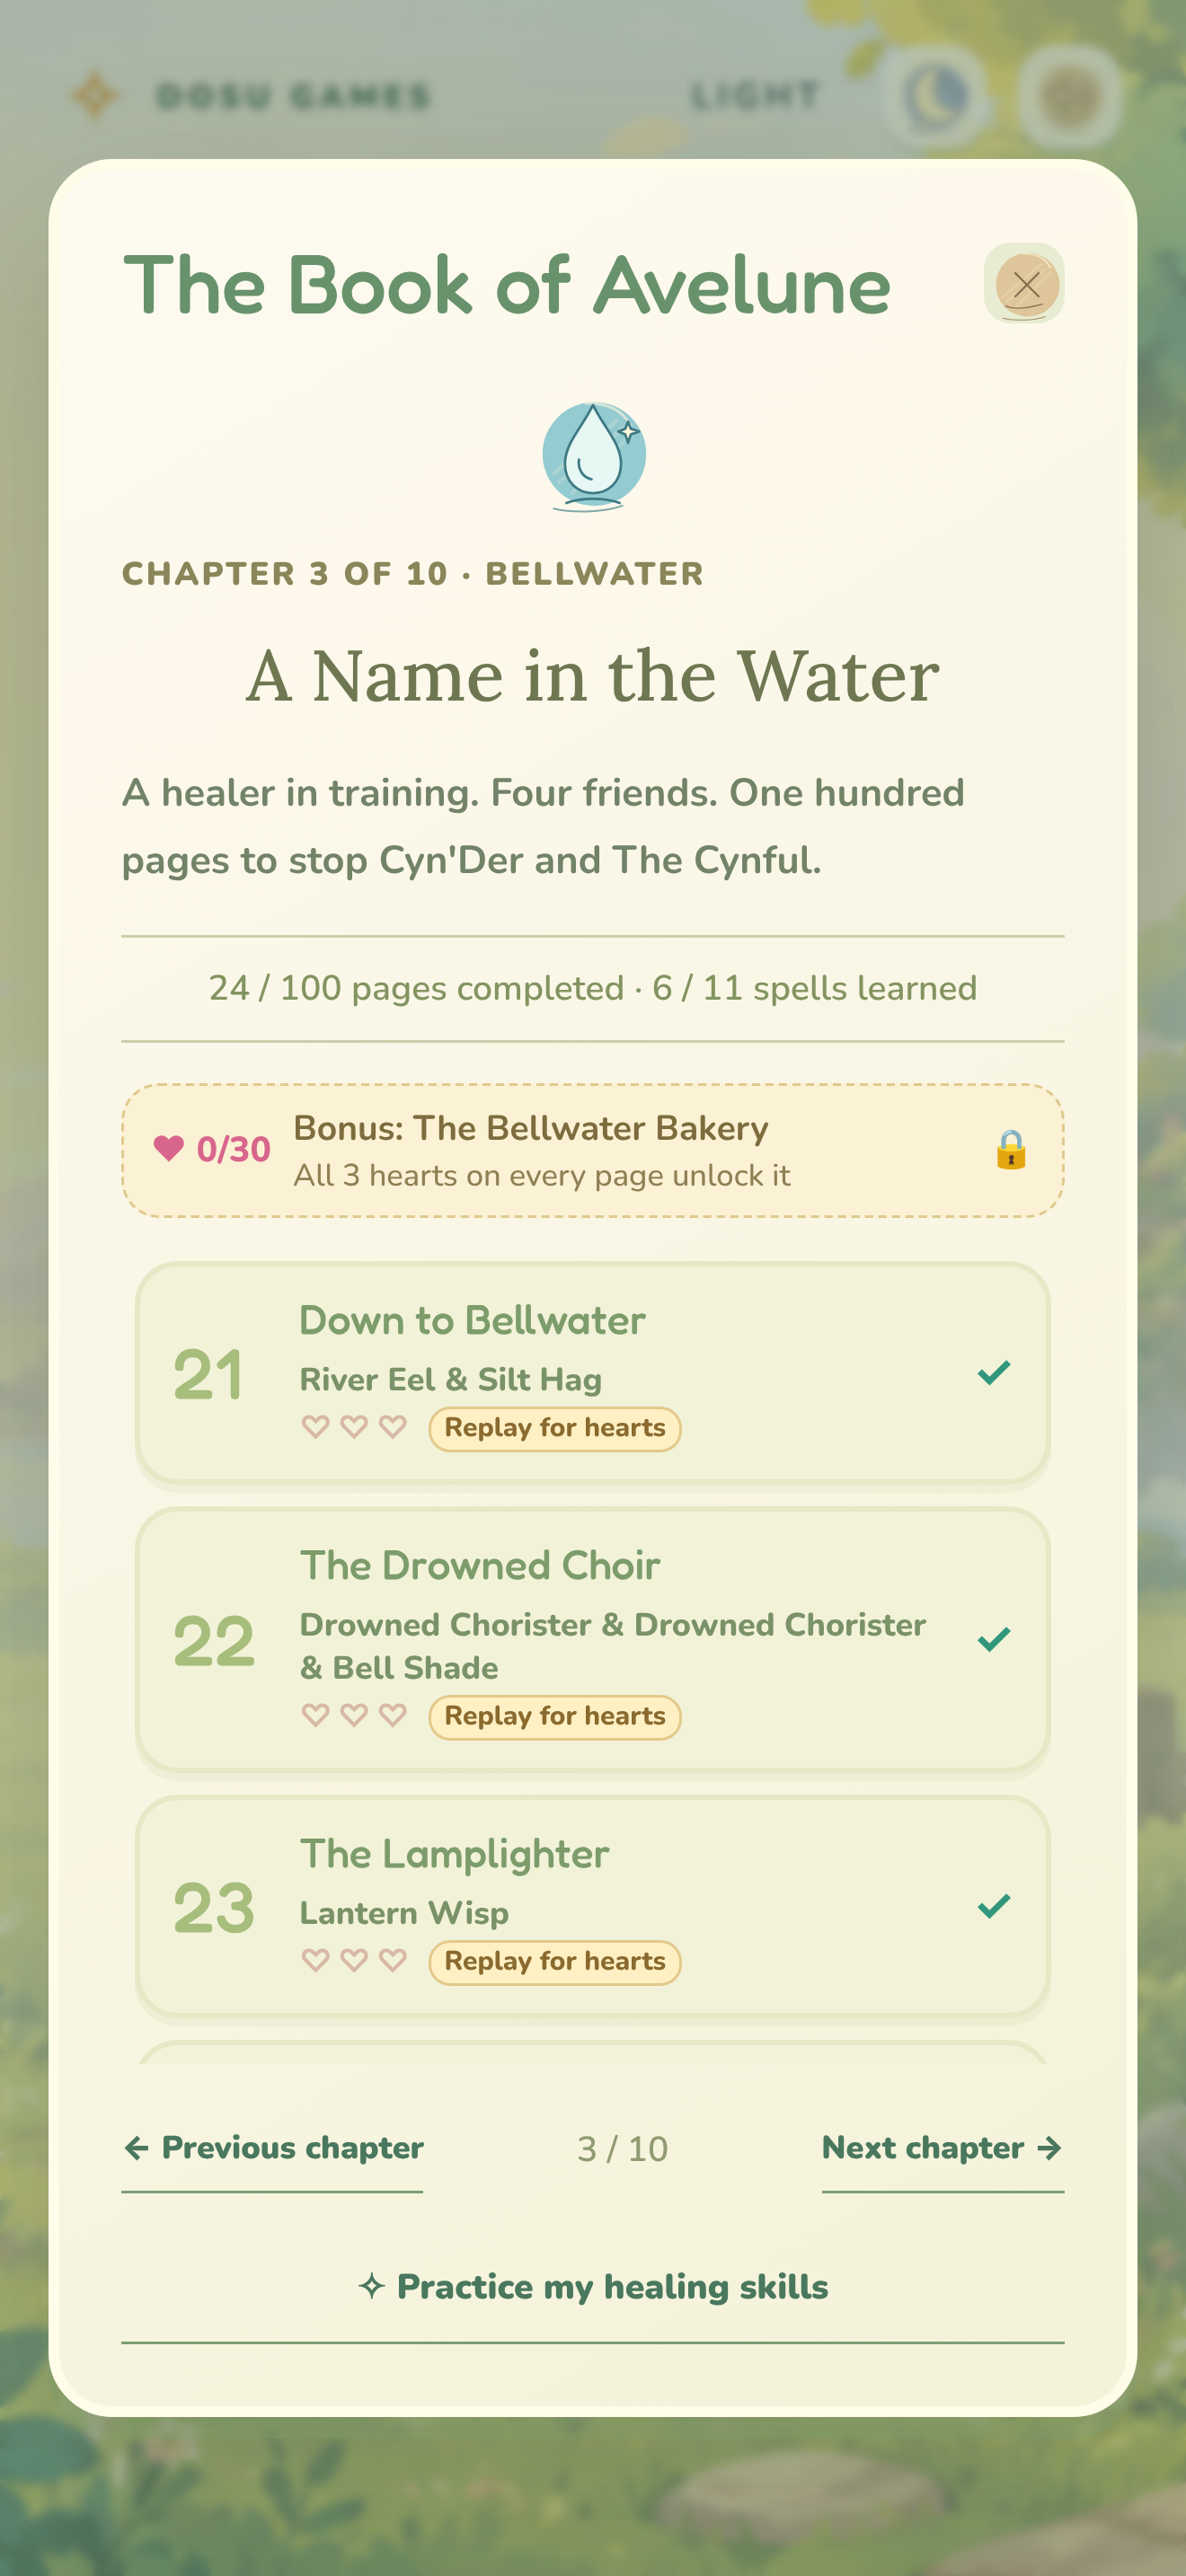 DOSU GAMES
LIGHT
The Book of Avelune
CHAPTER 3 OF 10 · BELLWATER
A Name in the Water
A healer in training. Four friends. One hundred
pages to stop Cyn'Der and The Cynful.
24 / 100 pages completed · 6 / 11 spells learned
♥ 0/30
Bonus: The Bellwater Bakery
All 3 hearts on every page unlock it
21
Down to Bellwater
River Eel & Silt Hag
Replay for hearts
22
The Drowned Choir
Drowned Chorister & Drowned Chorister
& Bell Shade
Replay for hearts
23
The Lamplighter
Lantern Wisp
Replay for hearts
← Previous chapter
3 / 10
Next chapter →
✧ Practice my healing skills